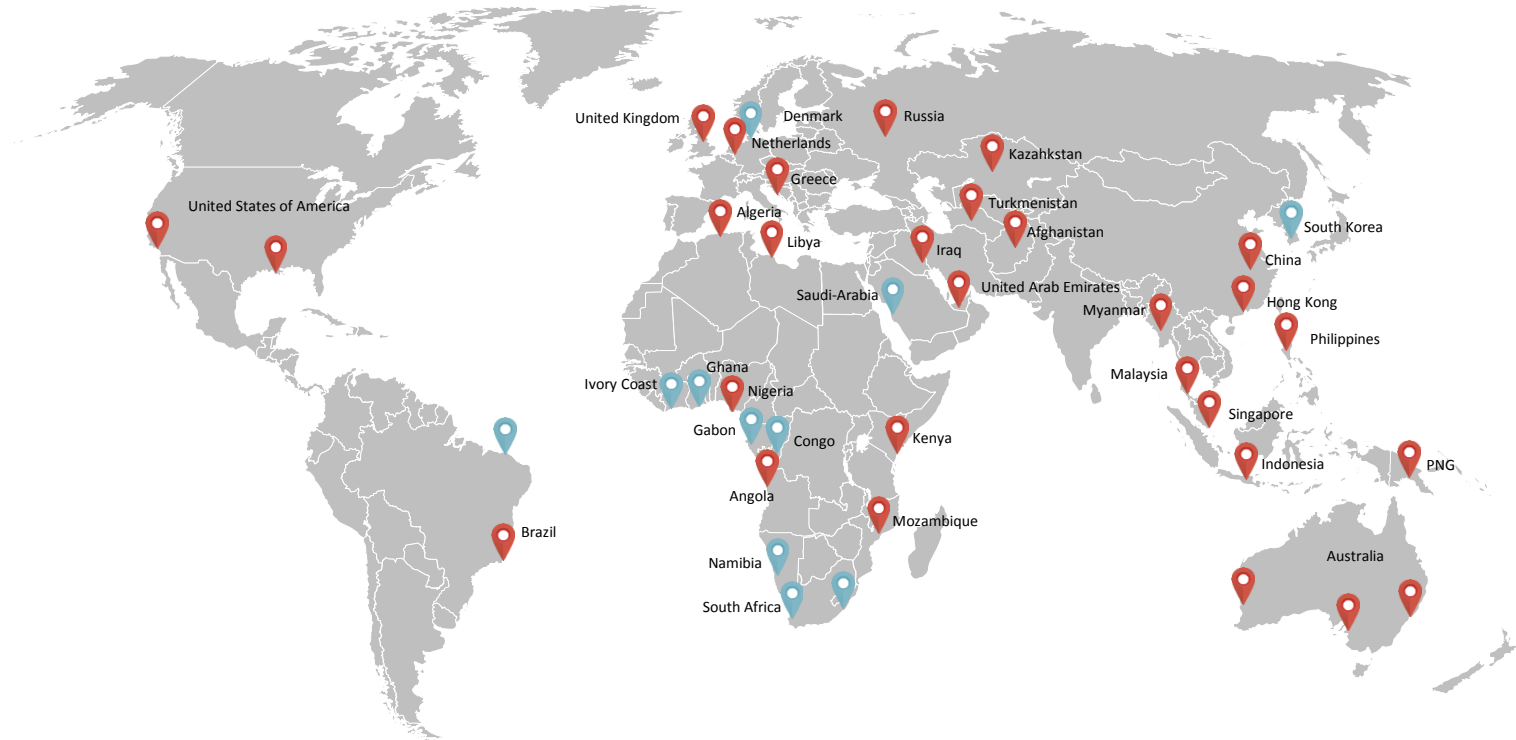 United Kingdom
Denmark
Russia
Netherlands
Kazahkstan
Greece
United States of America
Turkmenistan
Algeria
South Korea
Afghanistan
Libya
Iraq
China
United Arab Emirates
Saudi-Arabia
Hong Kong
Myanmar
Philippines
Ghana
Malaysia
Ivory Coast
Nigeria
Singapore
Gabon
Kenya
Congo
Indonesia
PNG
Angola
Mozambique
Brazil
Australia
Namibia
South Africa